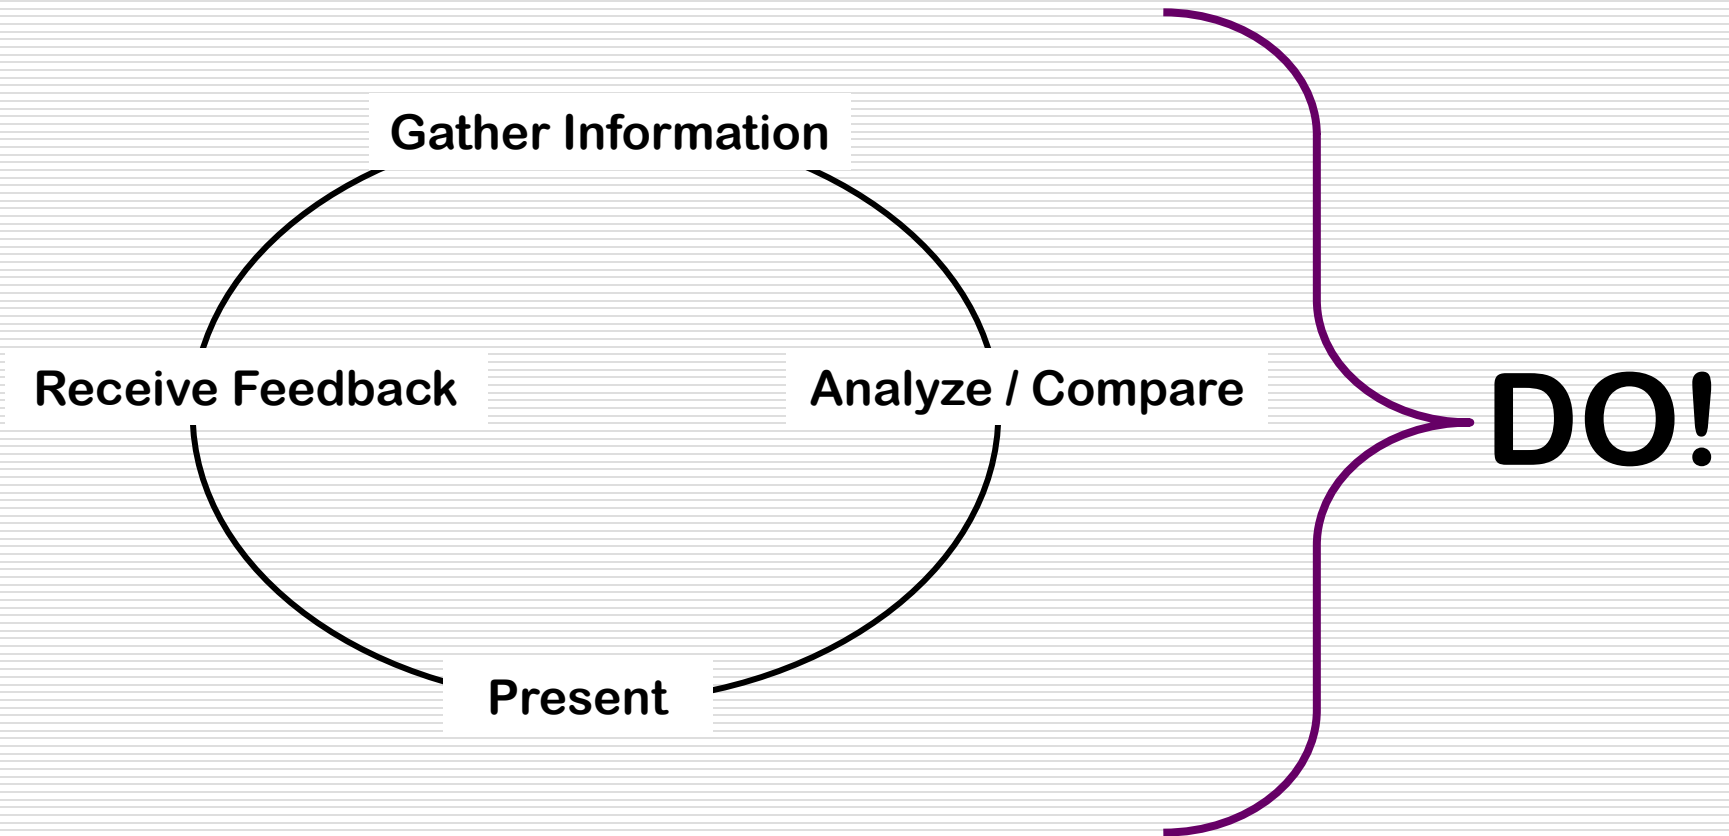 Gather Information
Receive Feedback
Analyze / Compare
DO!
Present